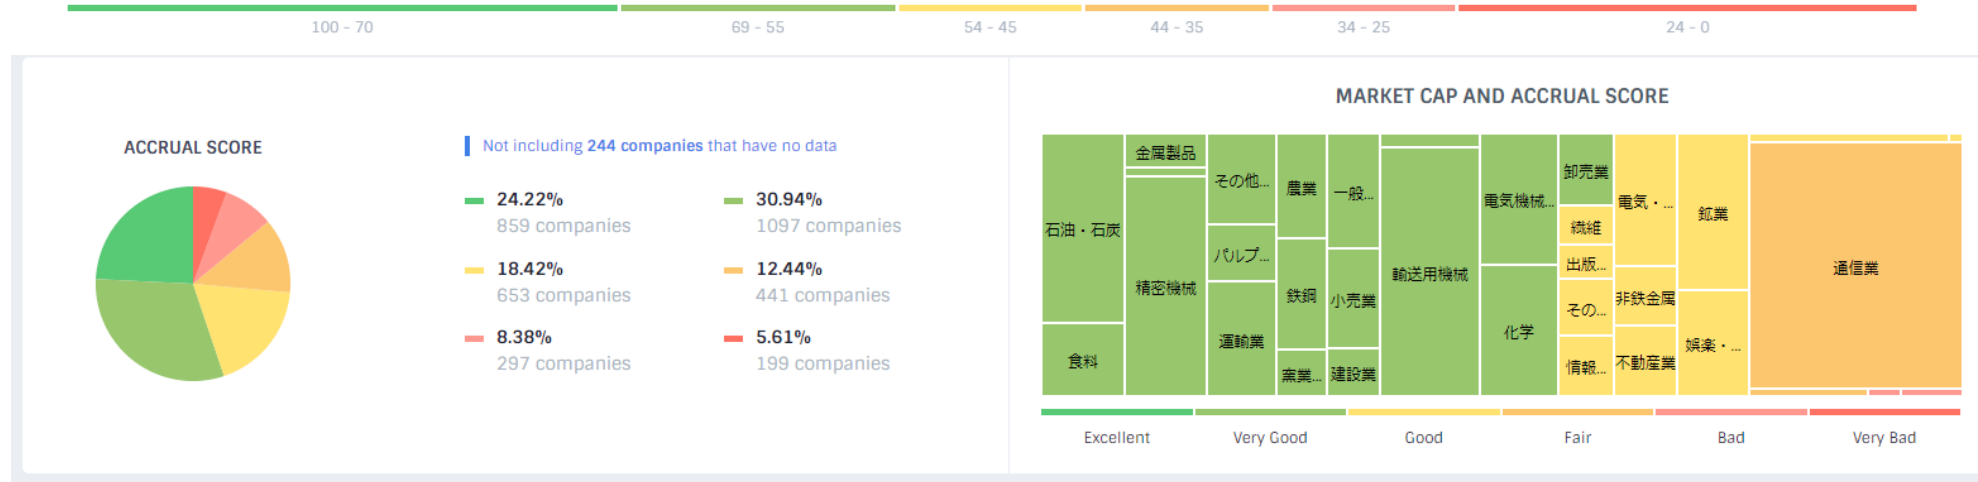 100 - 70
69 - 55
54 - 45
44 - 35
34 - 25
24 - 0
ACCRUAL SCORE
Not including 244 companies that have no data
24.22%
859 companies
30.94%
1097 companies
18.42%
653 companies
12.44%
441 companies
8.38%
297 companies
5.61%
199 companies
MARKET CAP AND ACCRUAL SCORE
石油・石炭
食料
金属製品
精密機械
その他...
パルプ...
運輸業
農業
鉄鋼
窯業...
一般...
小売業
建設業
輸送用機械
電気機械...
化学
卸売業
繊維
出版...
その...
情報...
電気・...
非鉄金属
不動産業
鉱業
娯楽・...
通信業
Excellent
Very Good
Good
Fair
Bad
Very Bad